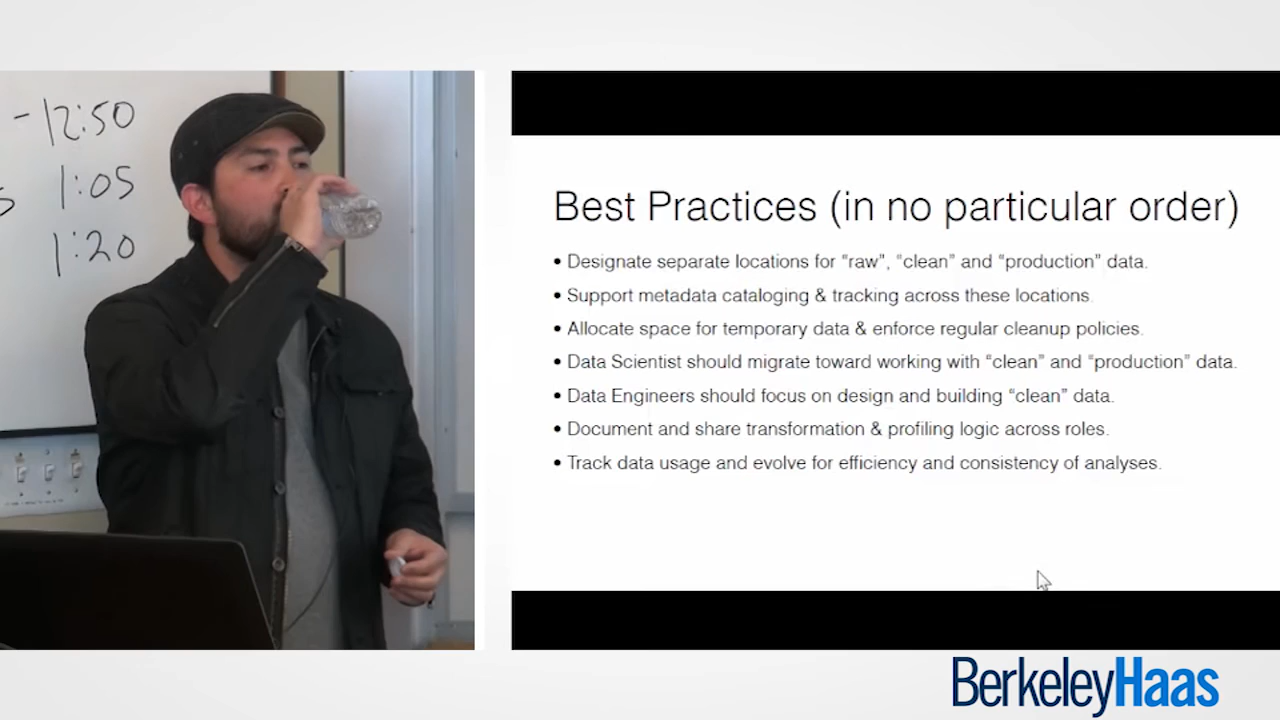 -12:50
1:05
1:20
Best Practices (in no particular order)
• Designate separate locations for “raw”, “clean” and “production” data.
• Support metadata cataloging & tracking across these locations.
• Allocate space for temporary data & enforce regular cleanup policies.
• Data Scientist should migrate toward working with “clean” and “production” data.
• Data Engineers should focus on design and building “clean” data.
• Document and share transformation & profiling logic across roles.
• Track data usage and evolve for efficiency and consistency of analyses.
BerkeleyHaas